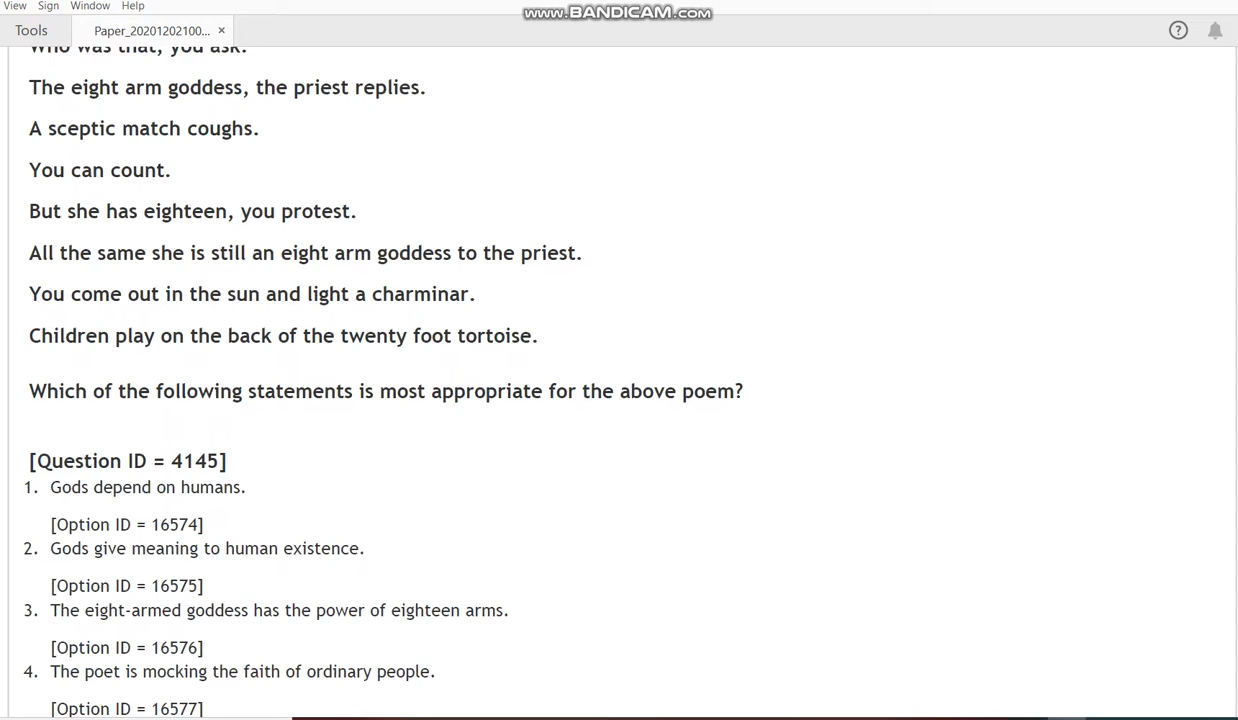 View Sign Window Help
www.BANDICAM.com
Tools Paper_20201202100... ×
Who was that, you ask.
The eight arm goddess, the priest replies.
A sceptic match coughs.
You can count.
But she has eighteen, you protest.
All the same she is still an eight arm goddess to the priest.
You come out in the sun and light a charminar.
Children play on the back of the twenty foot tortoise.
Which of the following statements is most appropriate for the above poem?
[Question ID = 4145]
1. Gods depend on humans.
[Option ID = 16574]
2. Gods give meaning to human existence.
[Option ID = 16575]
3. The eight-armed goddess has the power of eighteen arms.
[Option ID = 16576]
4. The poet is mocking the faith of ordinary people.
[Option ID = 16577]